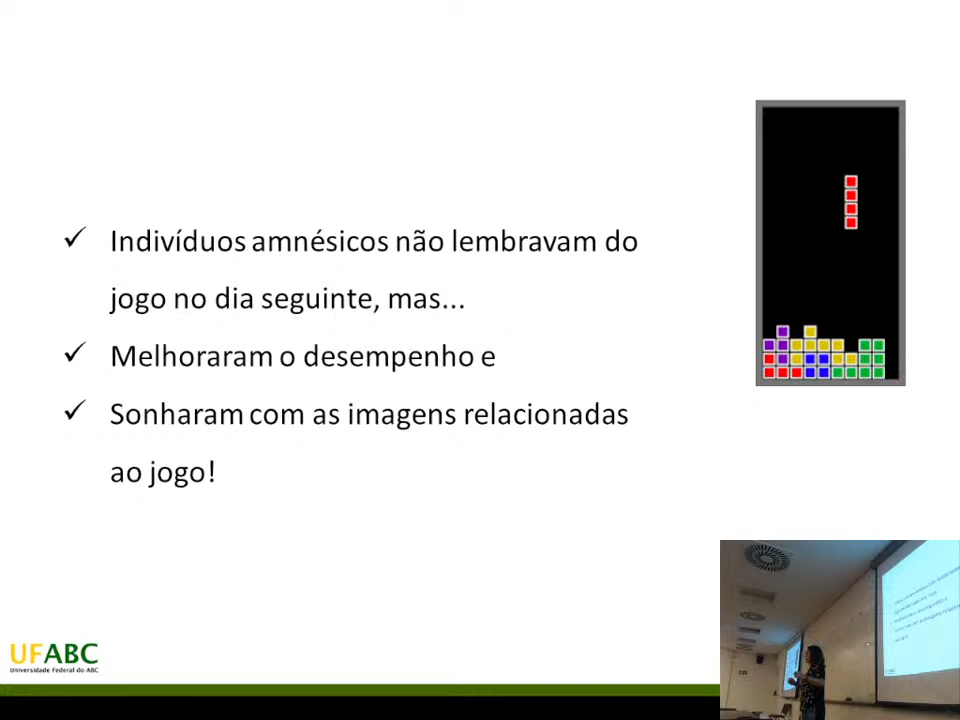 ✓ Indivíduos amnésicos não lembravam do
jogo no dia seguinte, mas...
✓ Melhoraram o desempenho e
✓ Sonharam com as imagens relacionadas
ao jogo!
UFABC
Universidade Federal do ABC